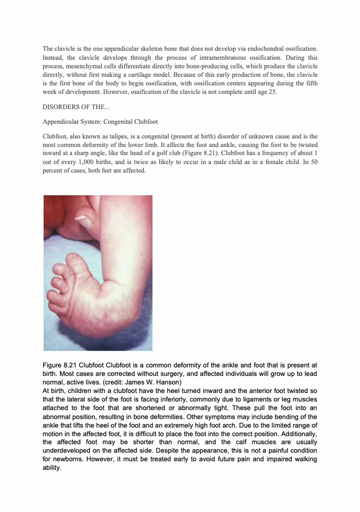 The clavicle is the one appendicular skeleton bone that does not develop via endochondral ossification.
Instead, the clavicle develops through the process of intramembranous ossification. During this
process, mesenchymal cells differentiate directly into bone-producing cells, which produce the clavicle
directly, without first making a cartilage model. Because of this early production of bone, the clavicle
is the first bone of the body to begin ossification, with ossification centers appearing during the fifth
week of development. However, ossification of the clavicle is not complete until age 25.
DISORDERS OF THE...
Appendicular System: Congenital Clubfoot
Clubfoot, also known as talipes, is a congenital (present at birth) disorder of unknown cause and is the
most common deformity of the lower limb. It affects the foot and ankle, causing the foot to be twisted
inward at a sharp angle, like the head of a golf club (Figure 8.21). Clubfoot has a frequency of about 1
out of every 1,000 births, and is twice as likely to occur in a male child as in a female child. In 50
percent of cases, both feet are affected.
Figure 8.21 Clubfoot Clubfoot is a common deformity of the ankle and foot that is present at
birth. Most cases are corrected without surgery, and affected individuals will grow up to lead
normal, active lives. (credit: James W. Hanson)
At birth, children with a clubfoot have the heel turned inward and the anterior foot twisted so
that the lateral side of the foot is facing inferiorly, commonly due to ligaments or leg muscles
attached to the foot that are shortened or abnormally tight. These pull the foot into an
abnormal position, resulting in bone deformities. Other symptoms may include bending of the
ankle that lifts the heel of the foot and an extremely high foot arch. Due to the limited range of
motion in the affected foot, it is difficult to place the foot into the correct position. Additionally,
the affected foot may be shorter than normal, and the calf muscles are usually
underdeveloped on the affected side. Despite the appearance, this is not a painful condition
for newborns. However, it must be treated early to avoid future pain and impaired walking
ability.